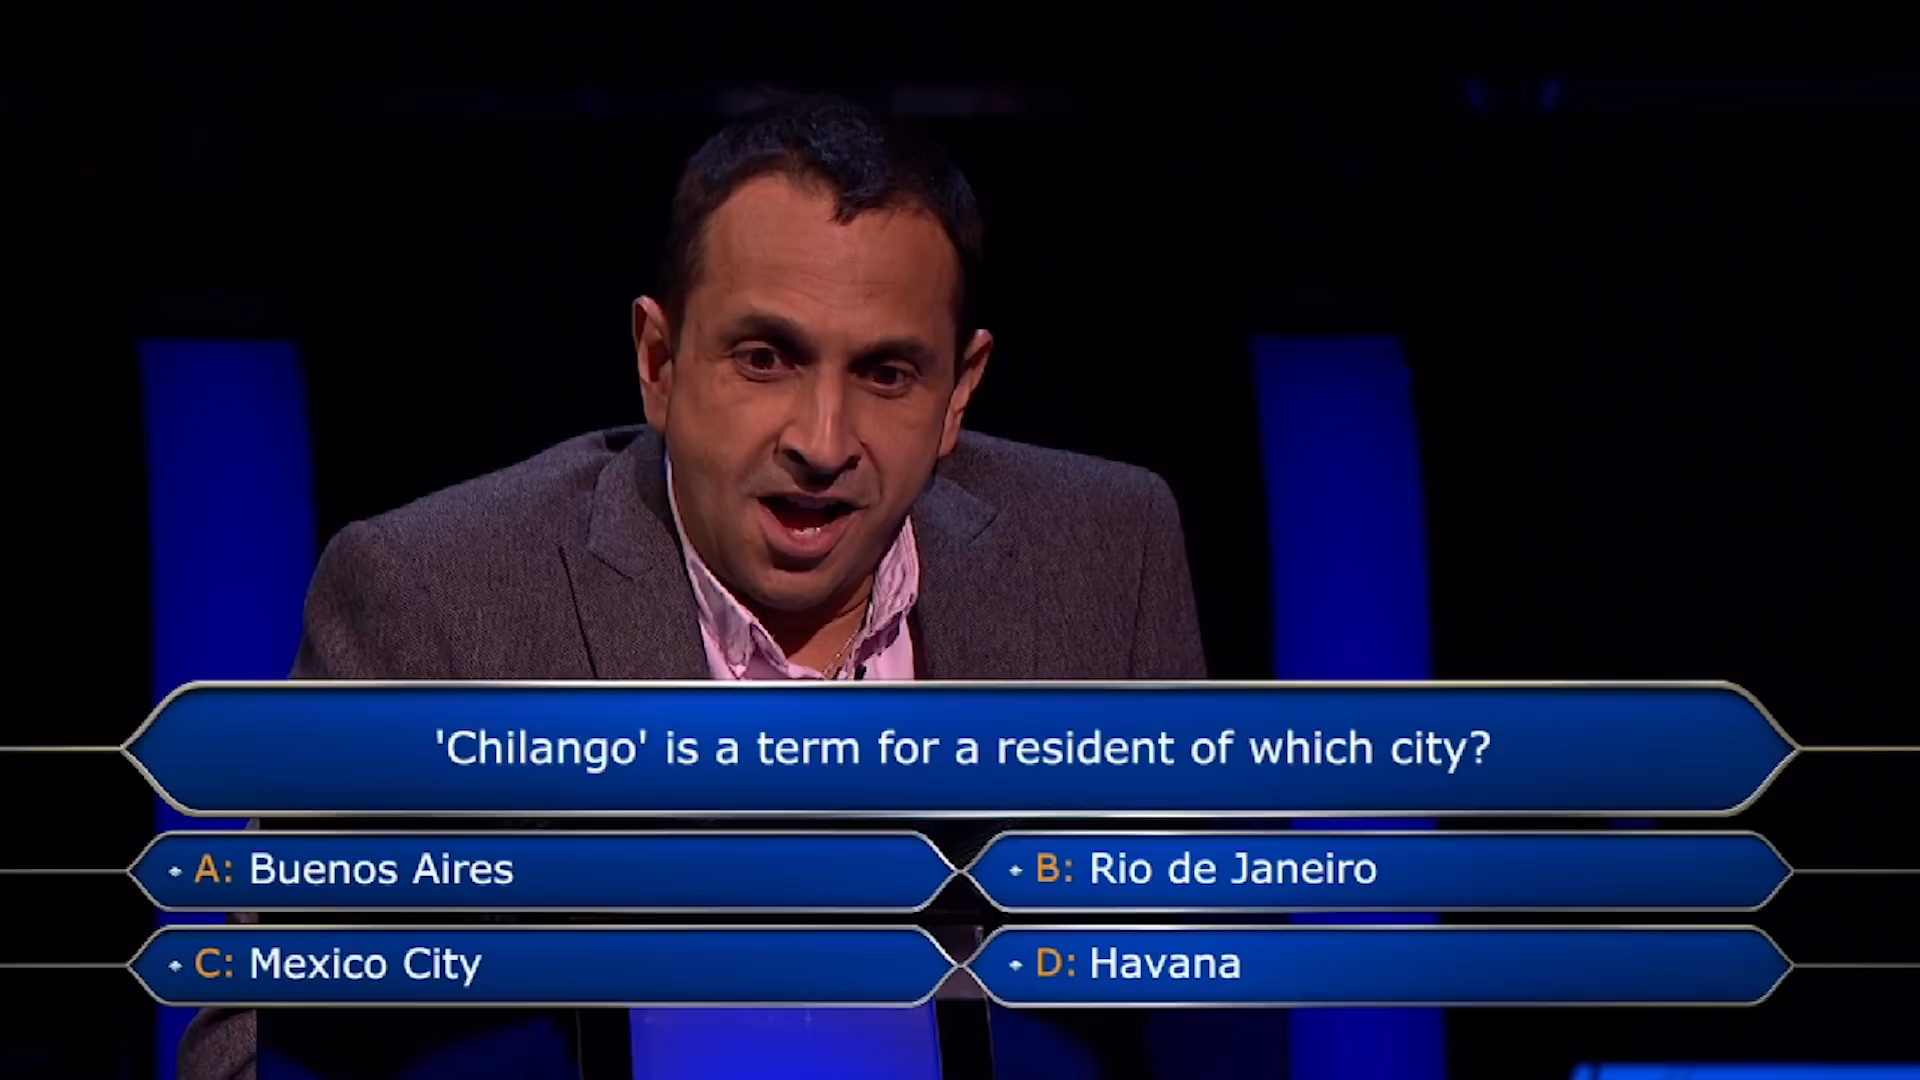 'Chilango' is a term for a resident of which city?
A: Buenos Aires
B: Rio de Janeiro
C: Mexico City
D: Havana